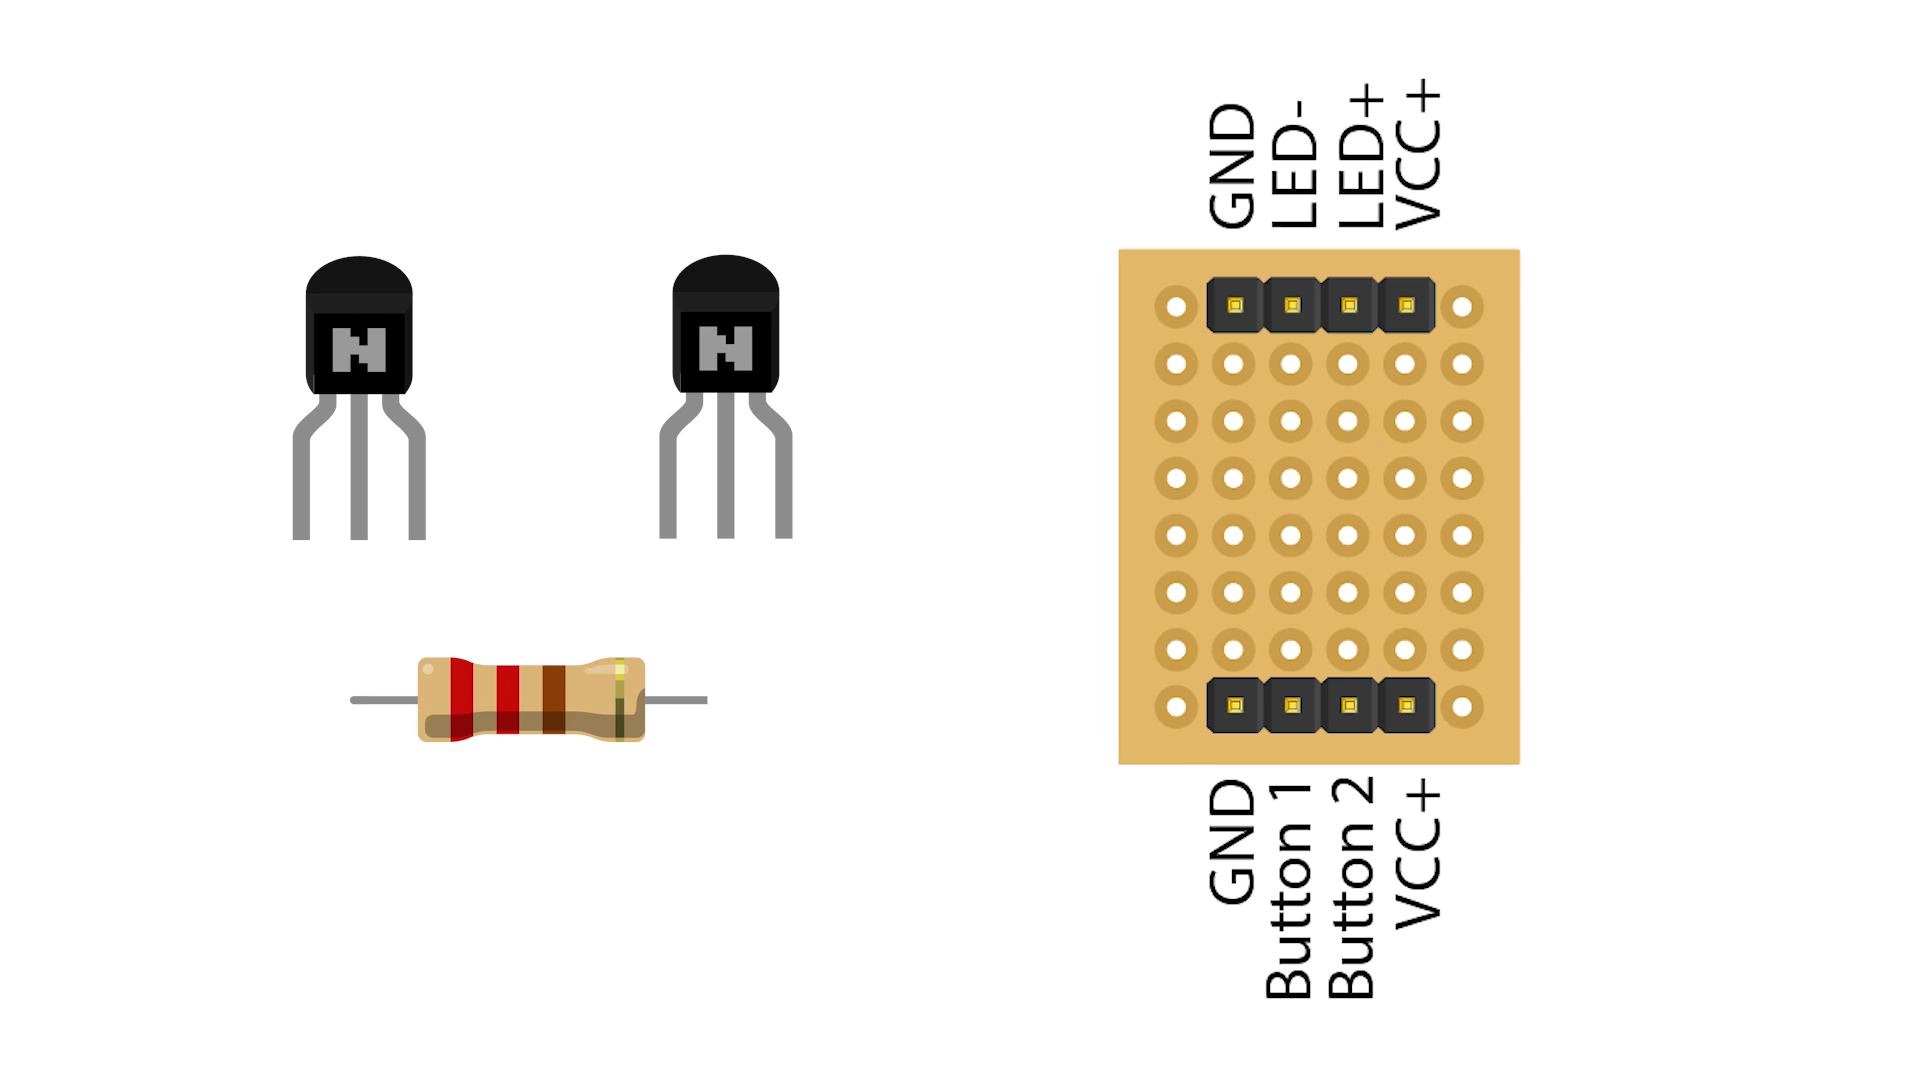 GND
LED-
LED+
VCC+
N
N
GND
Button 1
Button 2
VCC+